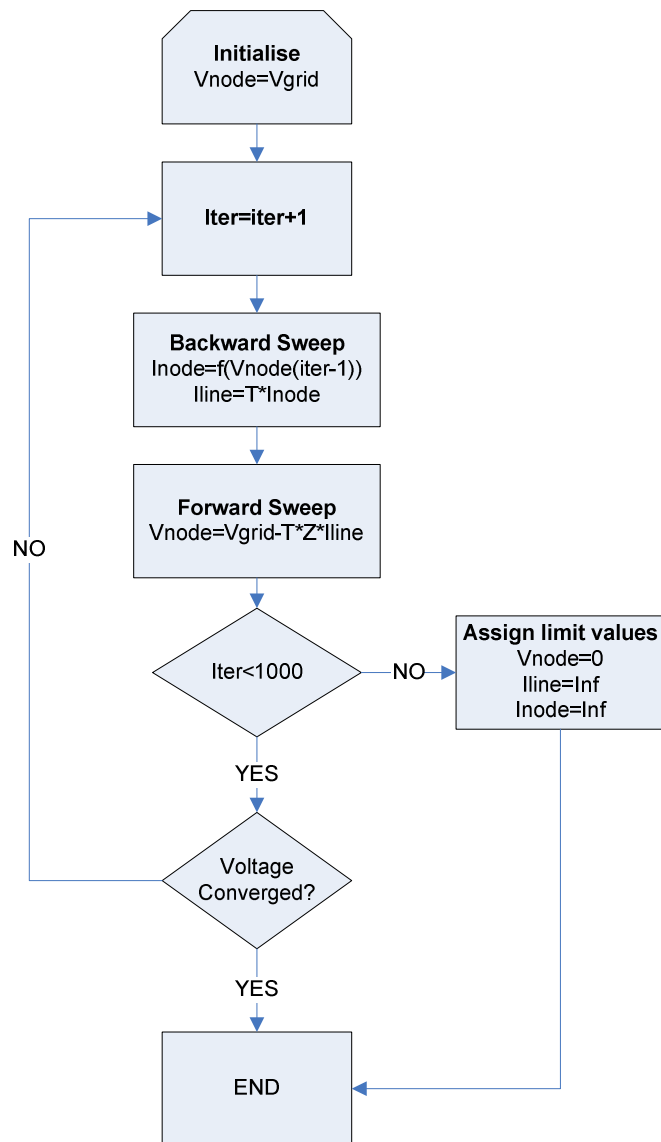 Initialise
Vnode=Vgrid
Iter=iter+1
Backward Sweep
Inode=f(Vnode(iter-1))
Iline=T*Inode
Forward Sweep
Vnode=Vgrid-T*Z*Iline
NO
Iter<1000
NO
Assign limit values
Vnode=0
Iline=Inf
Inode=Inf
YES
Voltage
Converged?
YES
END